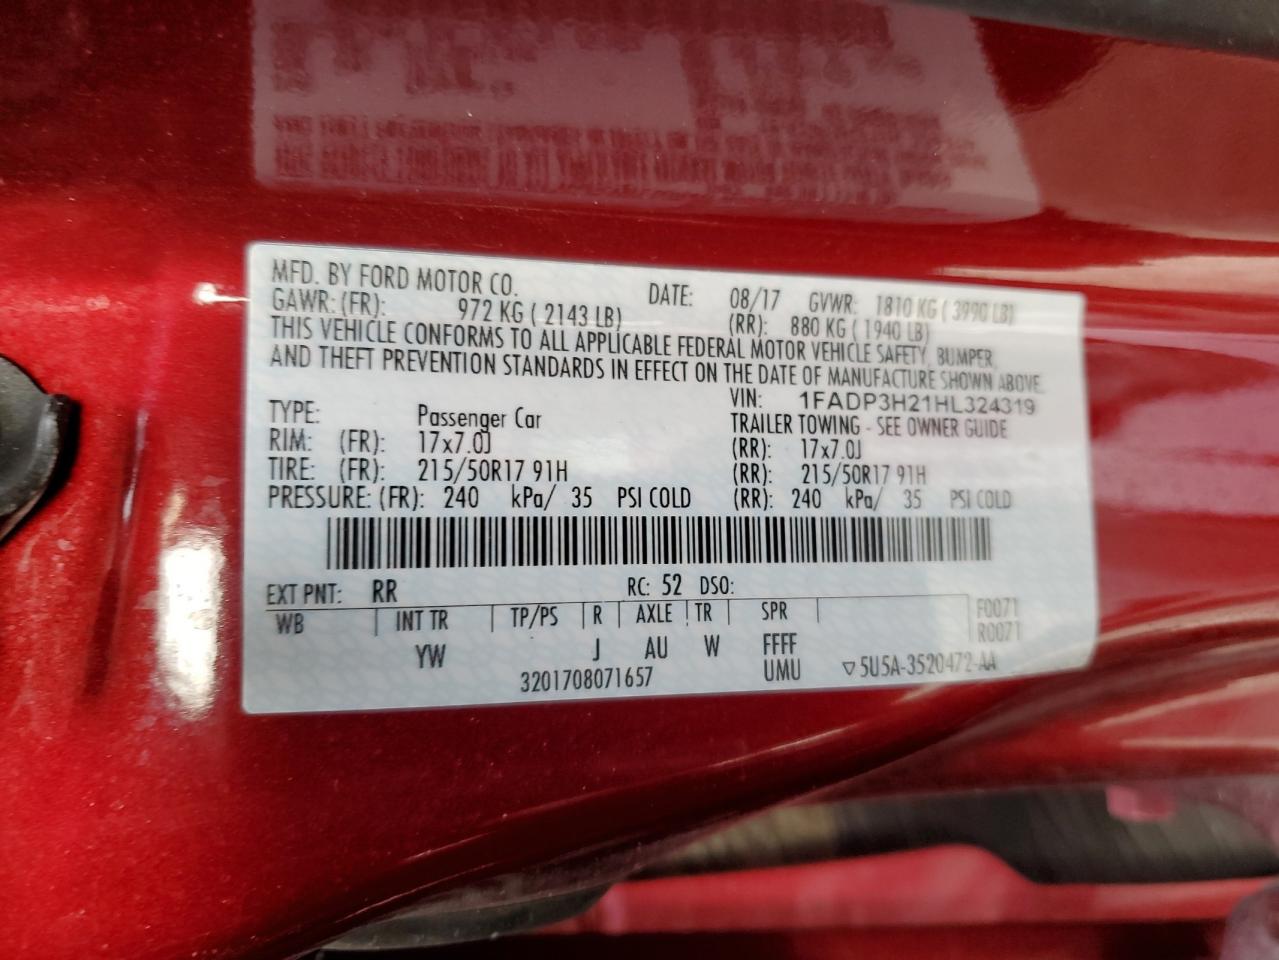 MFD. BY FORD MOTOR CO. DATE: 08/17 GVWR: 1810 KG ( 3990 LB)
GAWR: (FR): 972 KG ( 2143 LB) (RR): 880 KG ( 1940 LB)
THIS VEHICLE CONFORMS TO ALL APPLICABLE FEDERAL MOTOR VEHICLE SAFETY, BUMPER,
AND THEFT PREVENTION STANDARDS IN EFFECT ON THE DATE OF MANUFACTURE SHOWN ABOVE.
VIN: 1FADP3H21HL324319
TYPE: Passenger Car TRAILER TOWING - SEE OWNER GUIDE
RIM: (FR): 17x7.0J (RR): 17x7.0J
TIRE: (FR): 215/50R17 91H (RR): 215/50R17 91H
PRESSURE: (FR): 240 kPa/ 35 PSI COLD (RR): 240 kPa/ 35 PSI COLD
EXT PNT: RR RC: 52 DSO:
WB INT TR TP/PS R AXLE TR SPR F0071
R0071
YW J AU W FFFF
3201708071657 UMU ▽5U5A-3520472-AA